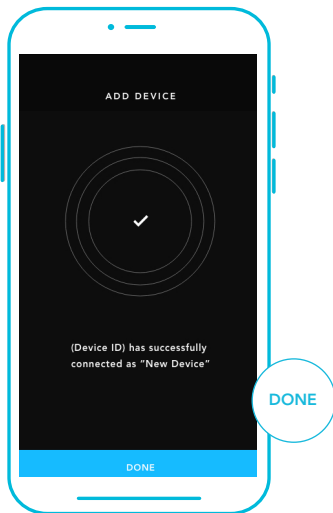 ADD DEVICE
(Device ID) has successfully
connected as “New Device”
DONE
DONE